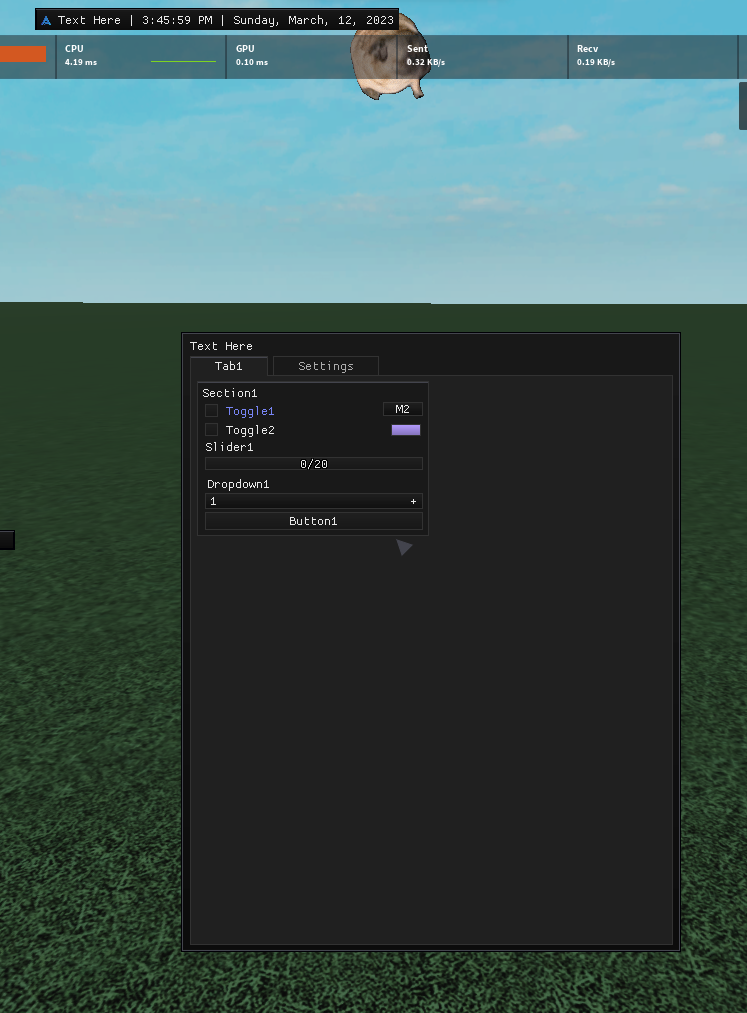 Text Here | 3:45:59 PM | Sunday, March, 12, 2023
CPU GPU Sent Recv
4.19 ms 0.10 ms 0.32 KB/s 0.19 KB/s
Text Here
Tab1 Settings
Section1
Toggle1 M2
Toggle2
Slider1
0/20
Dropdown1
1 +
Button1